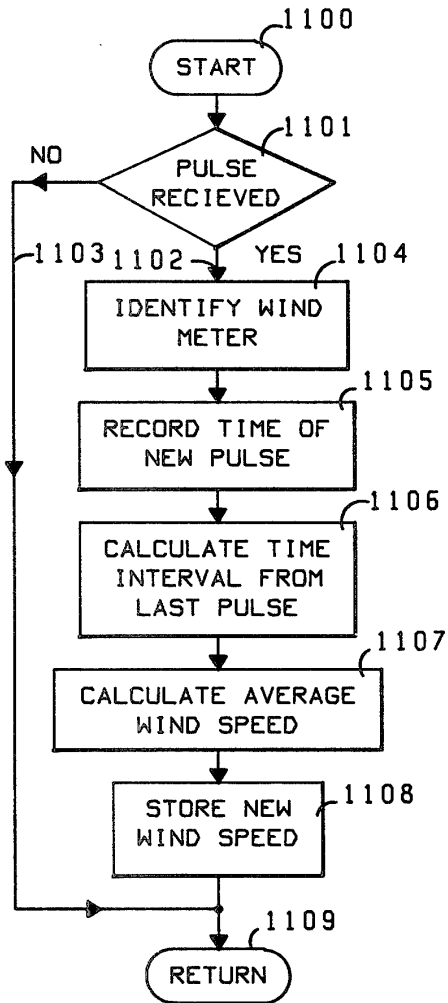 1100
START
1101
NO
PULSE
RECIEVED
1103
1102
YES
1104
IDENTIFY WIND
METER
1105
RECORD TIME OF
NEW PULSE
1106
CALCULATE TIME
INTERVAL FROM
LAST PULSE
1107
CALCULATE AVERAGE
WIND SPEED
1108
STORE NEW
WIND SPEED
1109
RETURN